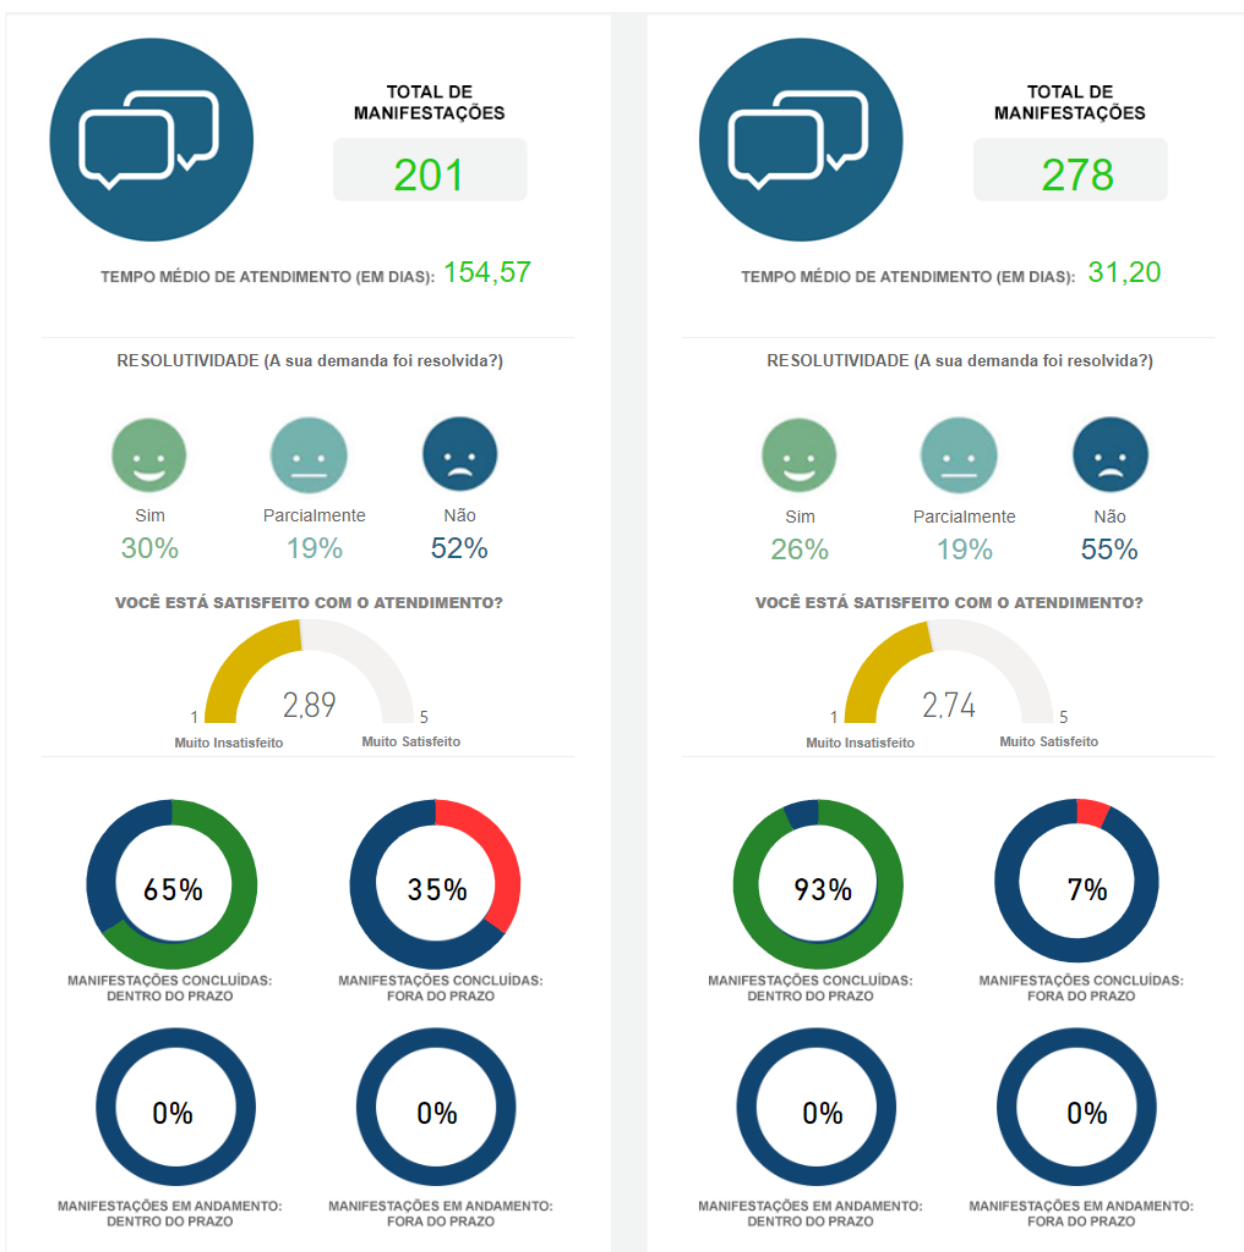 TOTAL DE
MANIFESTAÇÕES
201
TEMPO MÉDIO DE ATENDIMENTO (EM DIAS): 154,57
RESOLUTIVIDADE (A sua demanda foi resolvida?)
Sim Parcialmente Não
30% 19% 52%
VOCÊ ESTÁ SATISFEITO COM O ATENDIMENTO?
2,89
1 5
Muito Insatisfeito Muito Satisfeito
65% 35%
MANIFESTAÇÕES CONCLUÍDAS:
DENTRO DO PRAZO
MANIFESTAÇÕES CONCLUÍDAS:
FORA DO PRAZO
0% 0%
MANIFESTAÇÕES EM ANDAMENTO:
DENTRO DO PRAZO
MANIFESTAÇÕES EM ANDAMENTO:
FORA DO PRAZO
TOTAL DE
MANIFESTAÇÕES
278
TEMPO MÉDIO DE ATENDIMENTO (EM DIAS): 31,20
RESOLUTIVIDADE (A sua demanda foi resolvida?)
Sim Parcialmente Não
26% 19% 55%
VOCÊ ESTÁ SATISFEITO COM O ATENDIMENTO?
2,74
1 5
Muito Insatisfeito Muito Satisfeito
93% 7%
MANIFESTAÇÕES CONCLUÍDAS:
DENTRO DO PRAZO
MANIFESTAÇÕES CONCLUÍDAS:
FORA DO PRAZO
0% 0%
MANIFESTAÇÕES EM ANDAMENTO:
DENTRO DO PRAZO
MANIFESTAÇÕES EM ANDAMENTO:
FORA DO PRAZO